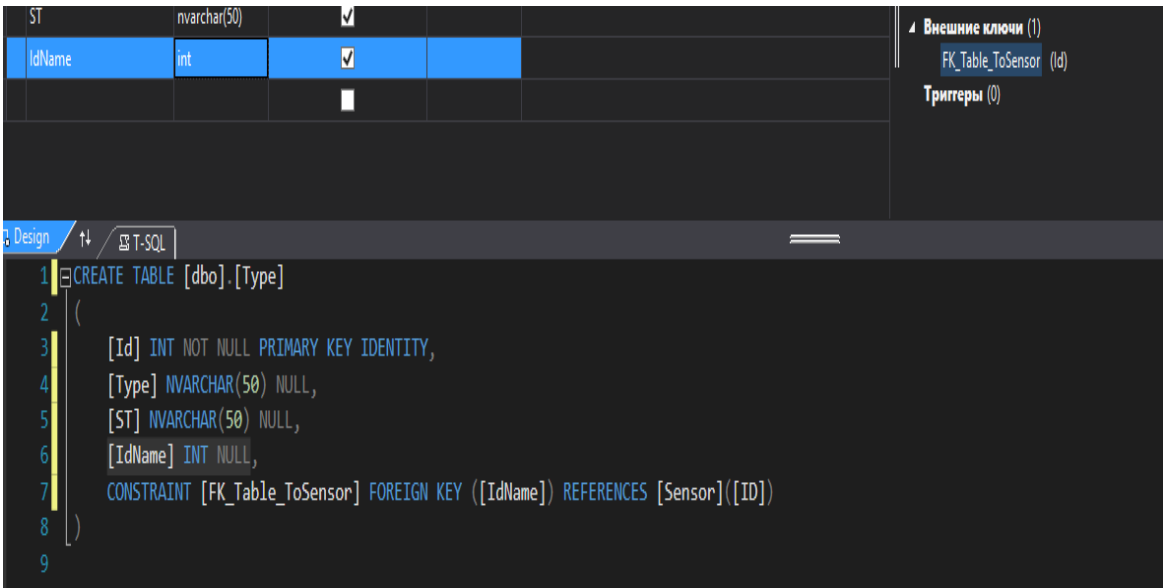 ST nvarchar(50)
IdName int
Внешние ключи (1)
FK_Table_ToSensor (Id)
Триггеры (0)
Design T-SQL
1 CREATE TABLE [dbo].[Type]
2 (
3 [Id] INT NOT NULL PRIMARY KEY IDENTITY,
4 [Type] NVARCHAR(50) NULL,
5 [ST] NVARCHAR(50) NULL,
6 [IdName] INT NULL,
7 CONSTRAINT [FK_Table_ToSensor] FOREIGN KEY ([IdName]) REFERENCES [Sensor]([ID])
8 )
9